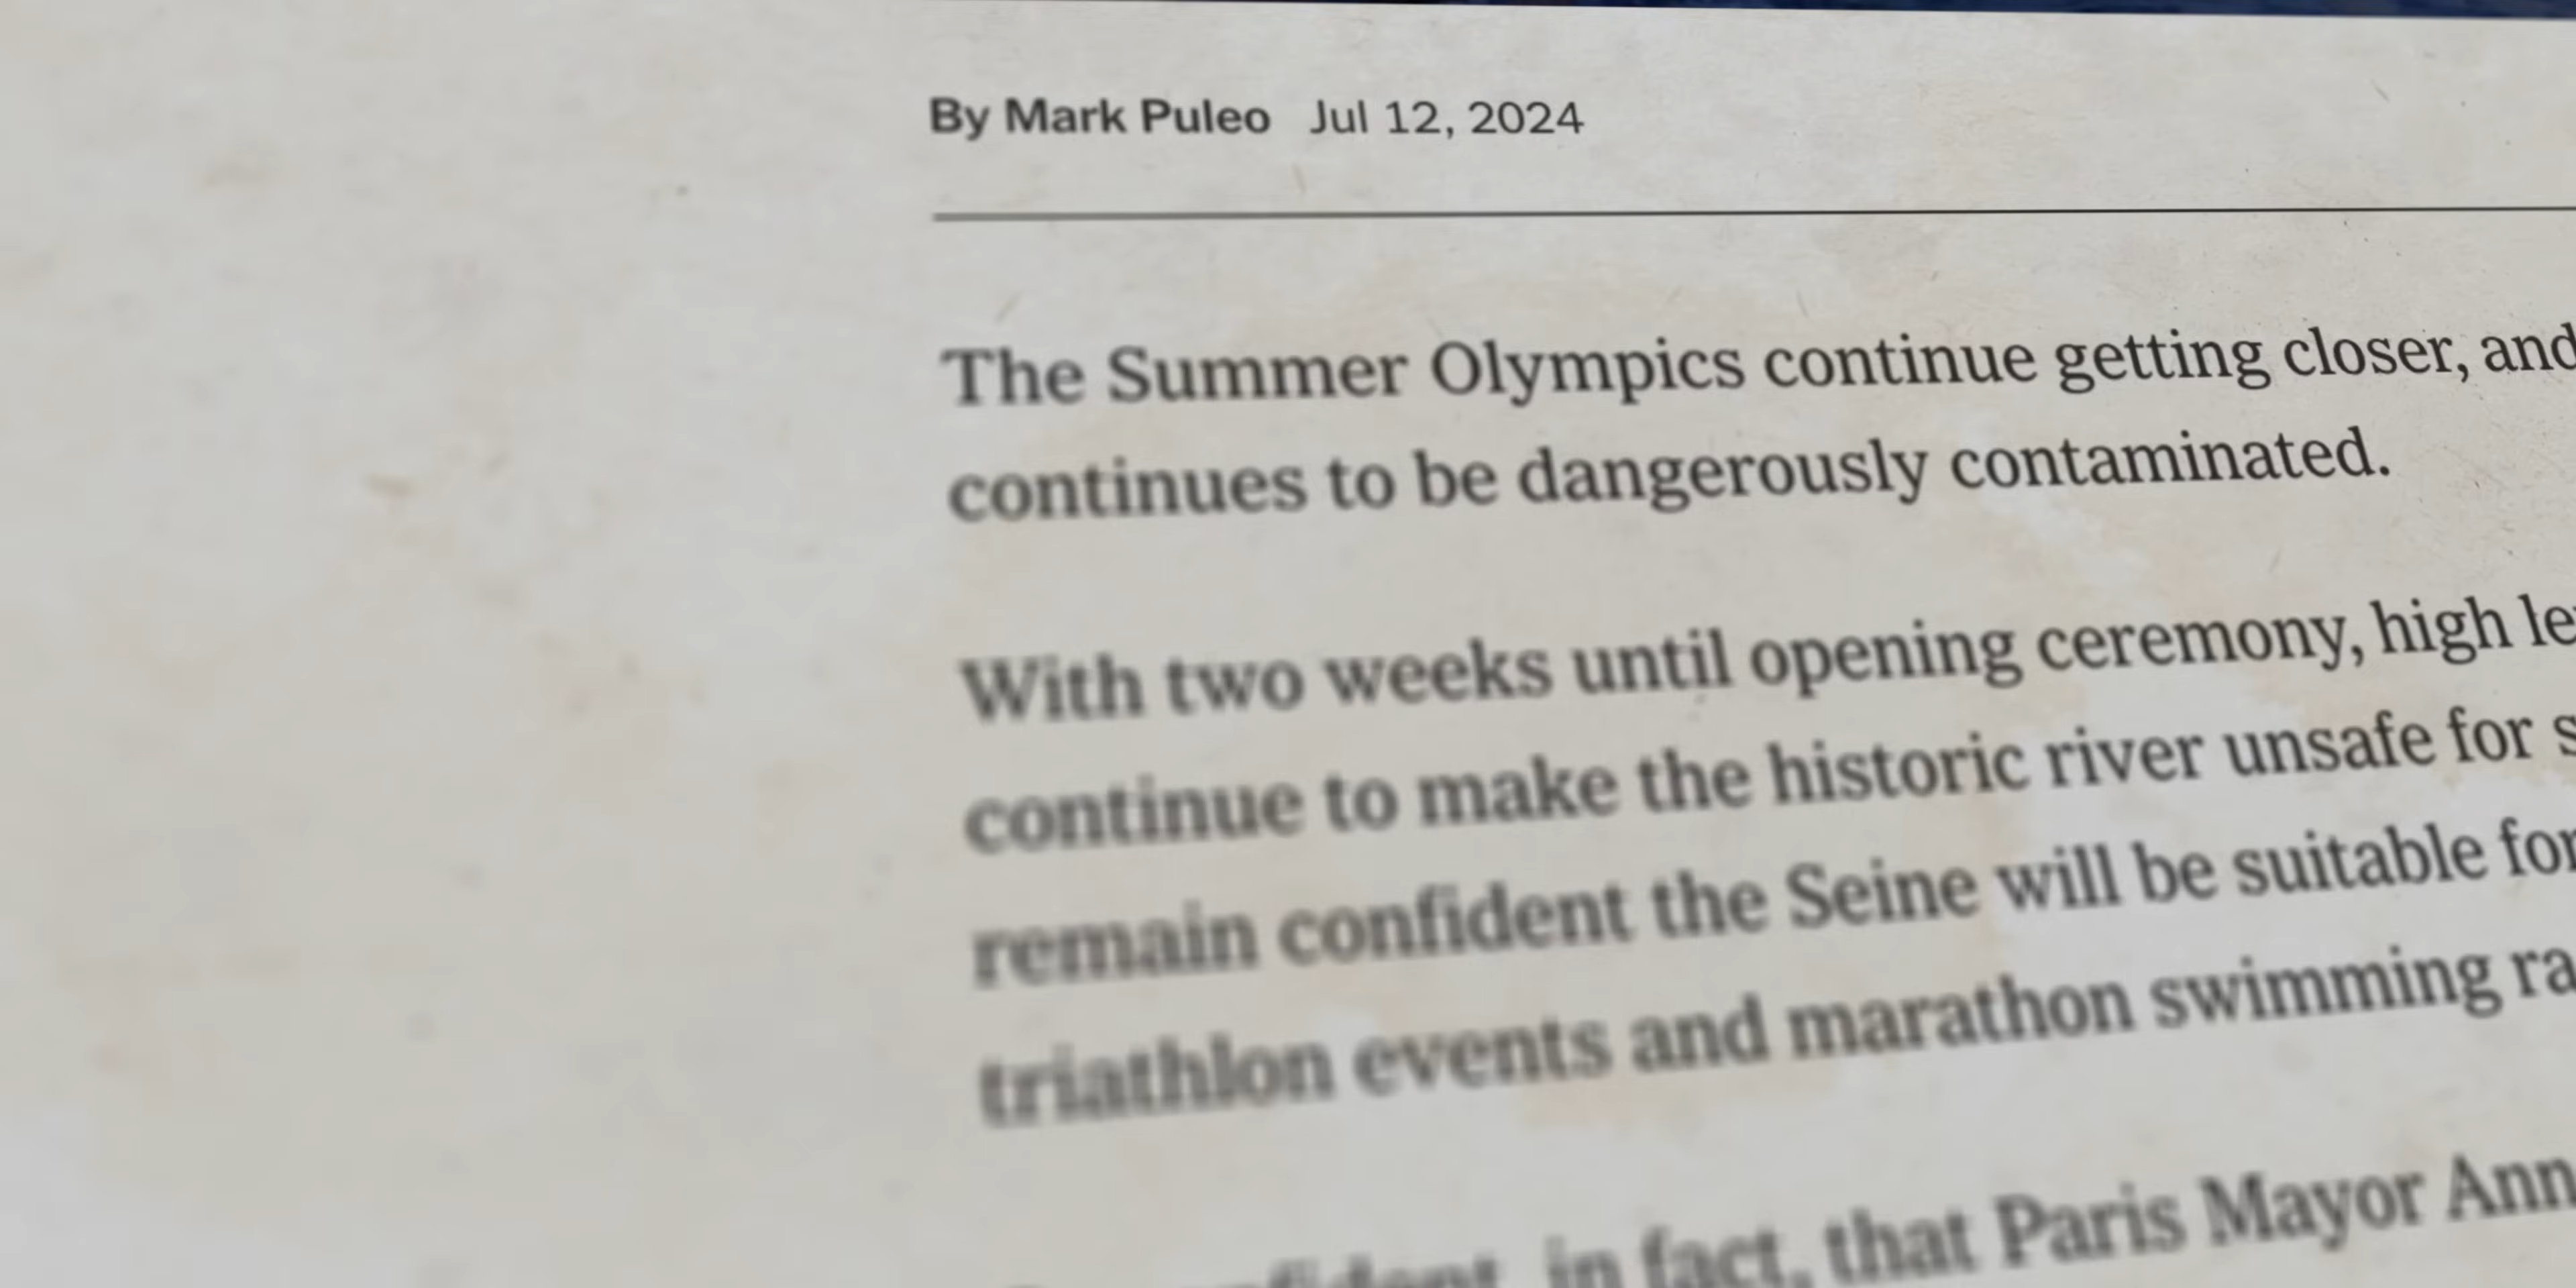 By Mark Puleo Jul 12, 2024
The Summer Olympics continue getting closer, and
continues to be dangerously contaminated.
With two weeks until opening ceremony, high
continue to make the historic river unsafe for
remain confident the Seine will be suitable for
triathlon events and marathon swimming
in fact, that Paris Mayor